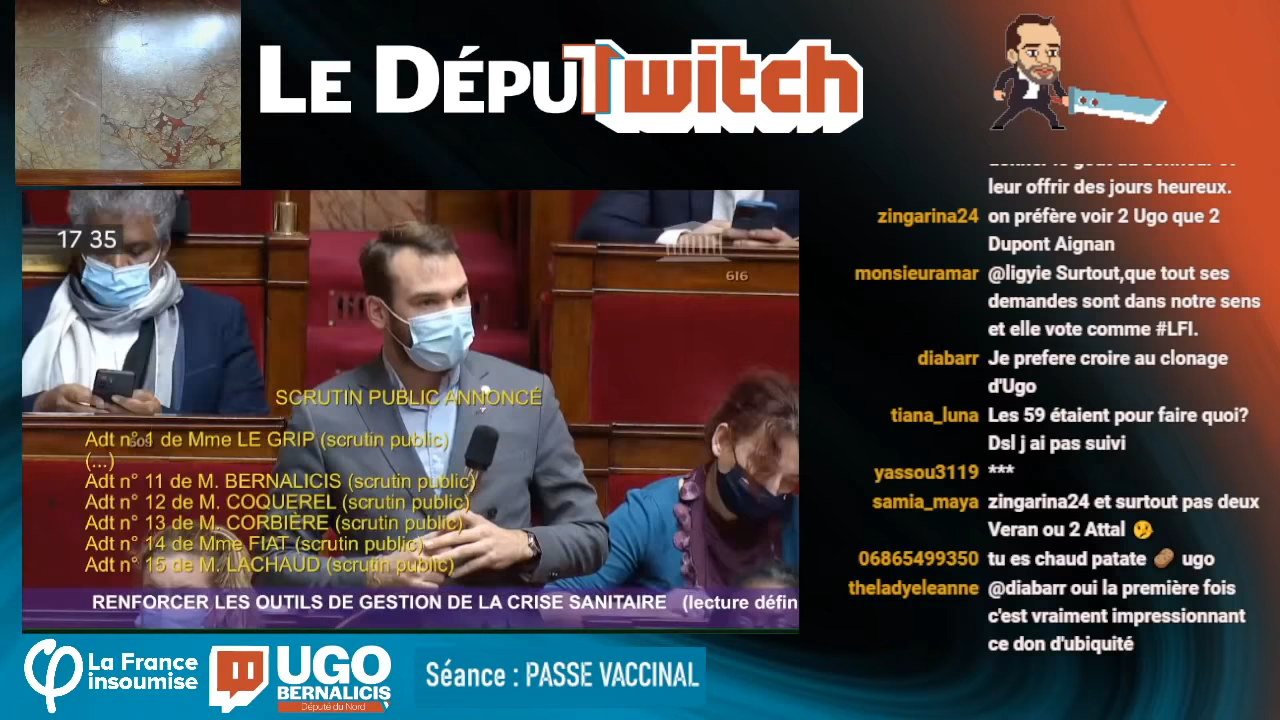 LE DÉPUTwitch
17 35
616
SCRUTIN PUBLIC ANNONCÉ
Adt n° 1 de Mme LE GRIP (scrutin public)
(...)
Adt n° 11 de M. BERNALICIS (scrutin public)
Adt n° 12 de M. COQUEREL (scrutin public)
Adt n° 13 de M. CORBIÈRE (scrutin public)
Adt n° 14 de Mme FIAT (scrutin public)
Adt n° 15 de M. LACHAUD (scrutin public)
RENFORCER LES OUTILS DE GESTION DE LA CRISE SANITAIRE (lecture défin
leur offrir des jours heureux.
zingarina24 on préfère voir 2 Ugo que 2
Dupont Aignan
monsieuramar @ligyie Surtout,que tout ses
demandes sont dans notre sens
et elle vote comme #LFI.
diabarr Je prefere croire au clonage
d'Ugo
tiana_luna Les 59 étaient pour faire quoi?
Dsl j ai pas suivi
yassou3119 ***
samia_maya zingarina24 et surtout pas deux
Veran ou 2 Attal 🤔
06865499350 tu es chaud patate 🥔 ugo
theladyeleanne @diabarr oui la première fois
c'est vraiment impressionnant
ce don d'ubiquité
La France
insoumise
UGO
BERNALICIS
Député du Nord
Séance : PASSE VACCINAL